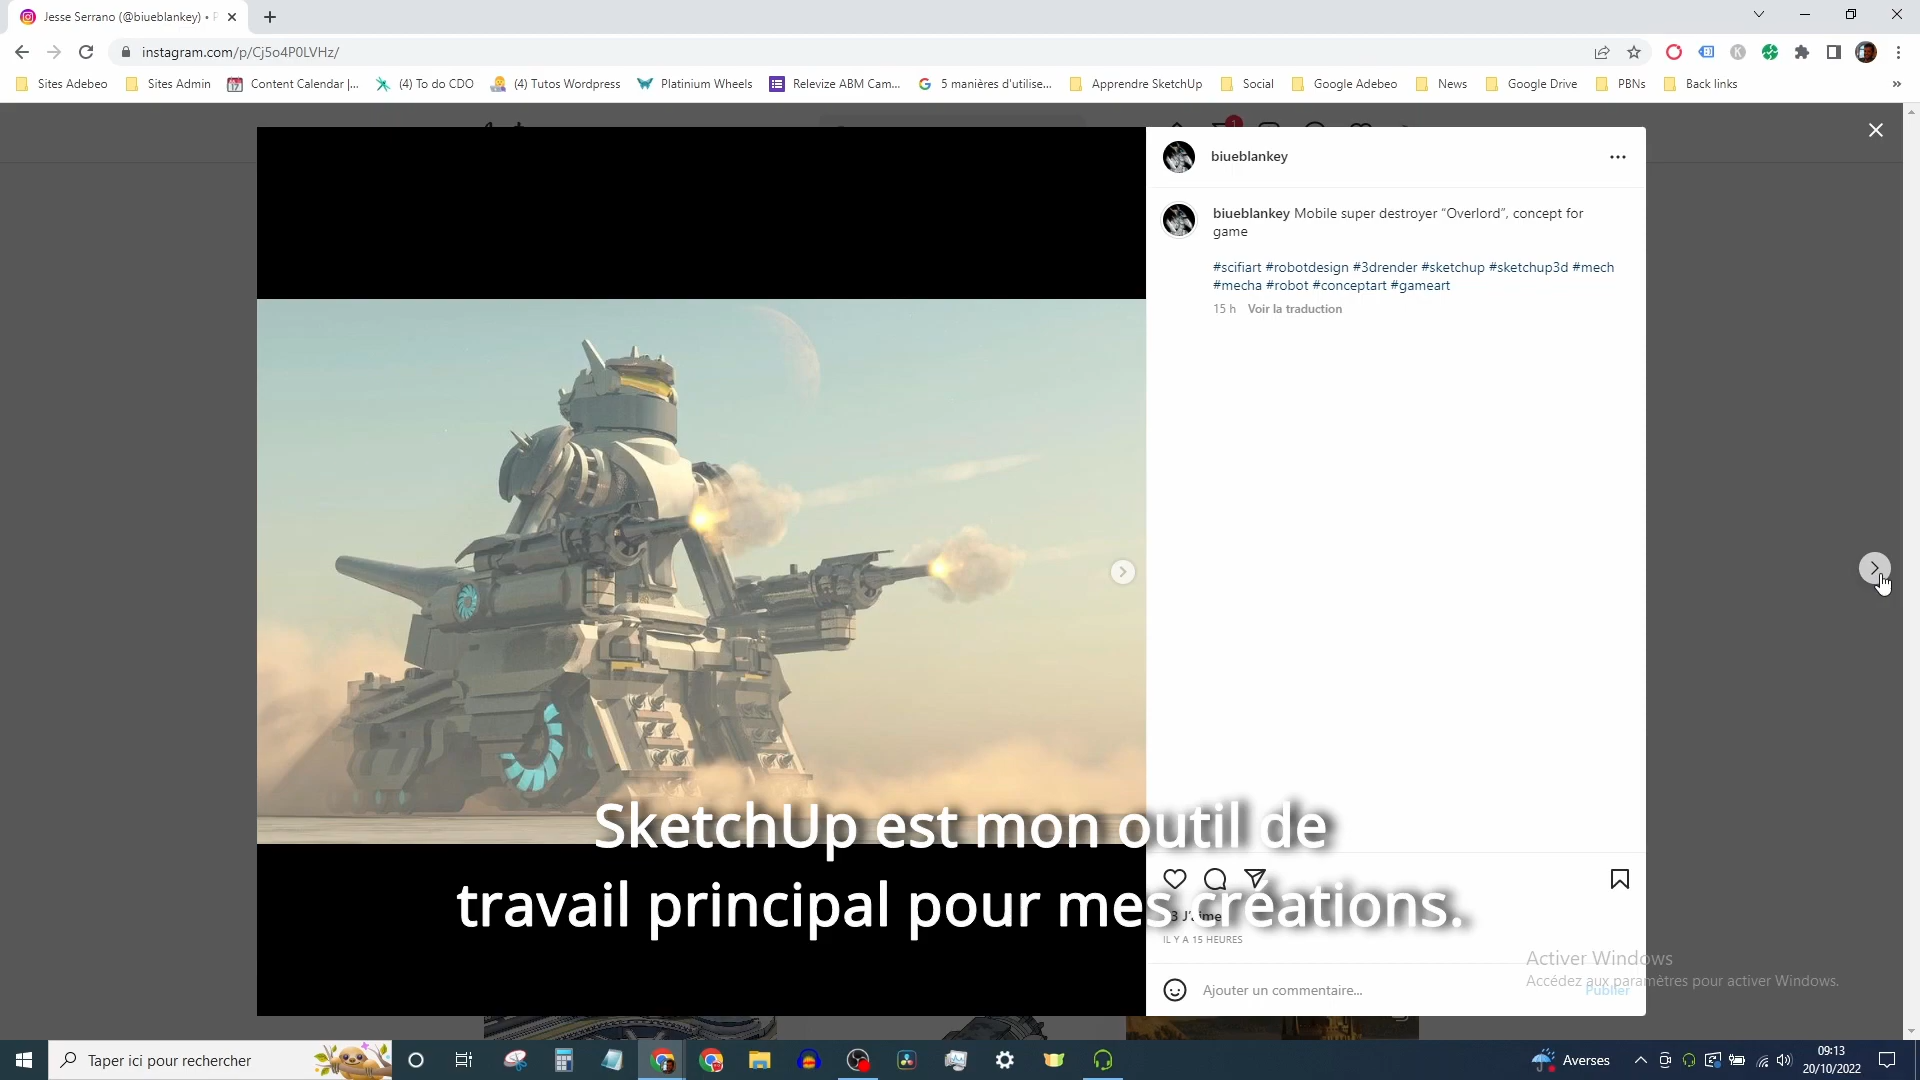 Jesse Serrano (@biueblankey) •
instagram.com/p/Cj5o4P0LVHz/
Sites Adebeo
Sites Admin
Content Calendar |...
(4) To do CDO
(4) Tutos Wordpress
Platinium Wheels
Relevize ABM Cam...
5 manières d'utilise...
Apprendre SketchUp
Social
Google Adebeo
News
Google Drive
PBNs
Back links
»
1
biueblankey
biueblankey Mobile super destroyer “Overlord”, concept for
game
#scifiart #robotdesign #3drender #sketchup #sketchup3d #mech
#mecha #robot #conceptart #gameart
15 h Voir la traduction
SketchUp est mon outil de
travail principal pour mes créations.
J'aime
IL Y A 15 HEURES
Activer Windows
Accédez aux paramètres pour activer Windows.
Ajouter un commentaire...
Publier
Taper ici pour rechercher
Averses
09:13
20/10/2022